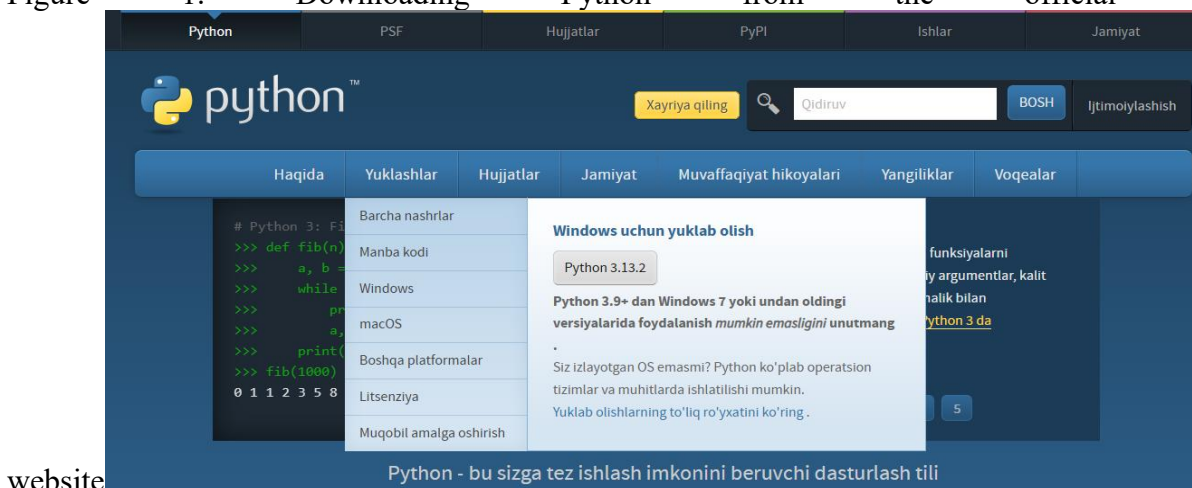 Figure 1. Downloading Python from the official
Python PSF Hujjatlar PyPI Ishlar Jamiyat
python™
Xayriya qiling Qidiruv BOSH Ijtimoiylashish
Haqida Yuklashlar Hujjatlar Jamiyat Muvaffaqiyat hikoyalari Yangiliklar Voqealar
# Python 3:
>>> def fib(n)
>>> a, b =
>>> while
>>>
>>> a,
>>> print(
>>> fib(1000)
0 1 1 2 3 5 8
Barcha nashrlar
Manba kodi
Windows
macOS
Boshqa platformalar
Litsenziya
Muqobil amalga oshirish
Windows uchun yuklab olish
Python 3.13.2
Python 3.9+ dan Windows 7 yoki undan oldingi
versiyalarida foydalanish mumkin emasligini unutmang
.
Siz izlayotgan OS emasmi? Python ko'plab operatsion
tizimlar va muhitlarda ishlatilishi mumkin.
Yuklab olishlarning to'liq ro'yxatini ko'ring .
funksiyalarni
argumentlar, kalit
bilan
3 da
5
Python - bu sizga tez ishlash imkonini beruvchi dasturlash tili
website